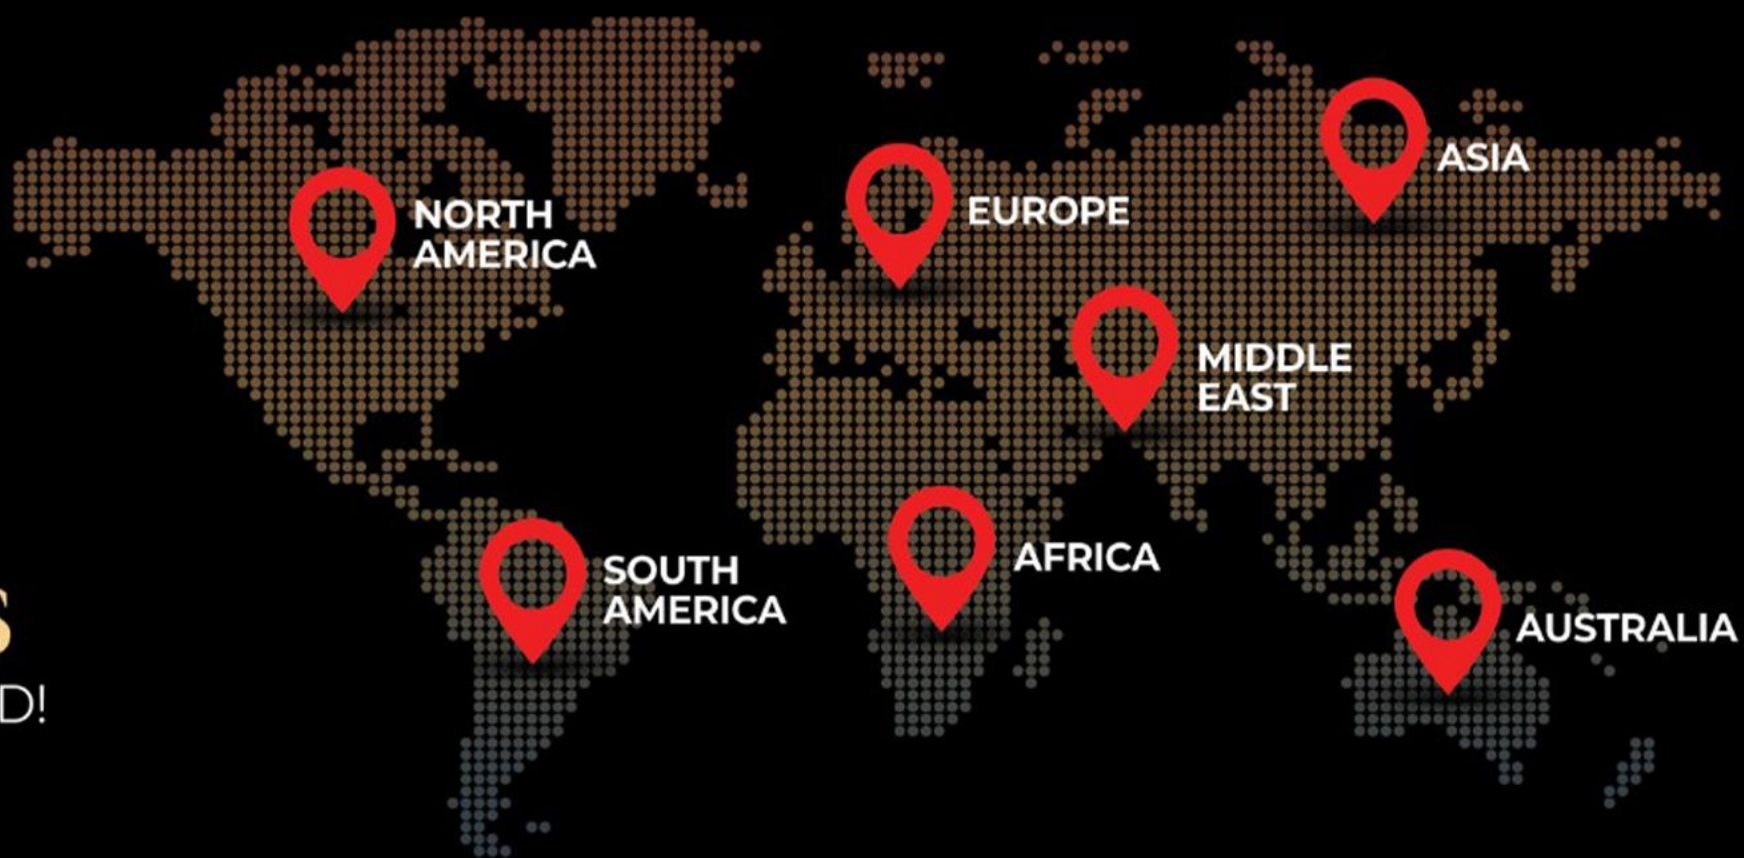 ASIA
NORTH
AMERICA
EUROPE
MIDDLE
EAST
SOUTH
AMERICA
AFRICA
AUSTRALIA
S
D!